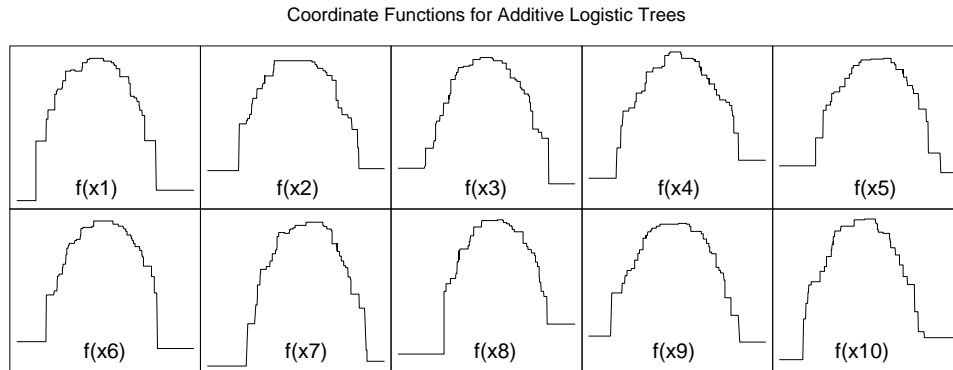 Coordinate Functions for Additive Logistic Trees
f(x1) f(x2) f(x3) f(x4) f(x5)
f(x6) f(x7) f(x8) f(x9) f(x10)